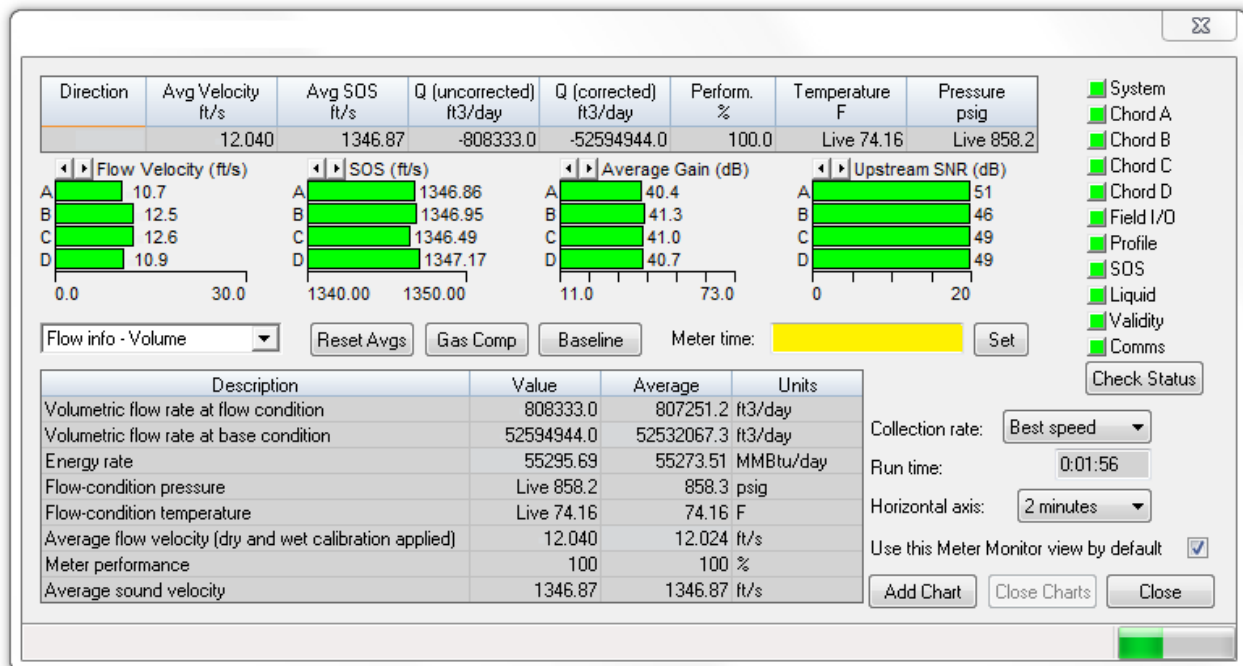 Direction Avg Velocity ft/s Avg SOS ft/s Q (uncorrected) ft3/day Q (corrected) ft3/day Perform. % Temperature F Pressure psig
12.040 1346.87 -808333.0 -52594944.0 100.0 Live 74.16 Live 858.2
System
Chord A
Chord B
Chord C
Chord D
Field I/O
Profile
SOS
Liquid
Validity
Comms
Check Status
Flow Velocity (ft/s)
A 10.7
B 12.5
C 12.6
D 10.9
0.0 30.0
SOS (ft/s)
A 1346.86
B 1346.95
C 1346.49
D 1347.17
1340.00 1350.00
Average Gain (dB)
A 40.4
B 41.3
C 41.0
D 40.7
11.0 73.0
Upstream SNR (dB)
A 51
B 46
C 49
D 49
0 20
Flow info - Volume Reset Avgs Gas Comp Baseline Meter time: Set
Description Value Average Units
Volumetric flow rate at flow condition 808333.0 807251.2 ft3/day
Volumetric flow rate at base condition 52594944.0 52532067.3 ft3/day
Energy rate 55295.69 55273.51 MMBtu/day
Flow-condition pressure Live 858.2 858.3 psig
Flow-condition temperature Live 74.16 74.16 F
Average flow velocity (dry and wet calibration applied) 12.040 12.024 ft/s
Meter performance 100 100 %
Average sound velocity 1346.87 1346.87 ft/s
Collection rate: Best speed
Run time: 0:01:56
Horizontal axis: 2 minutes
Use this Meter Monitor view by default
Add Chart Close Charts Close